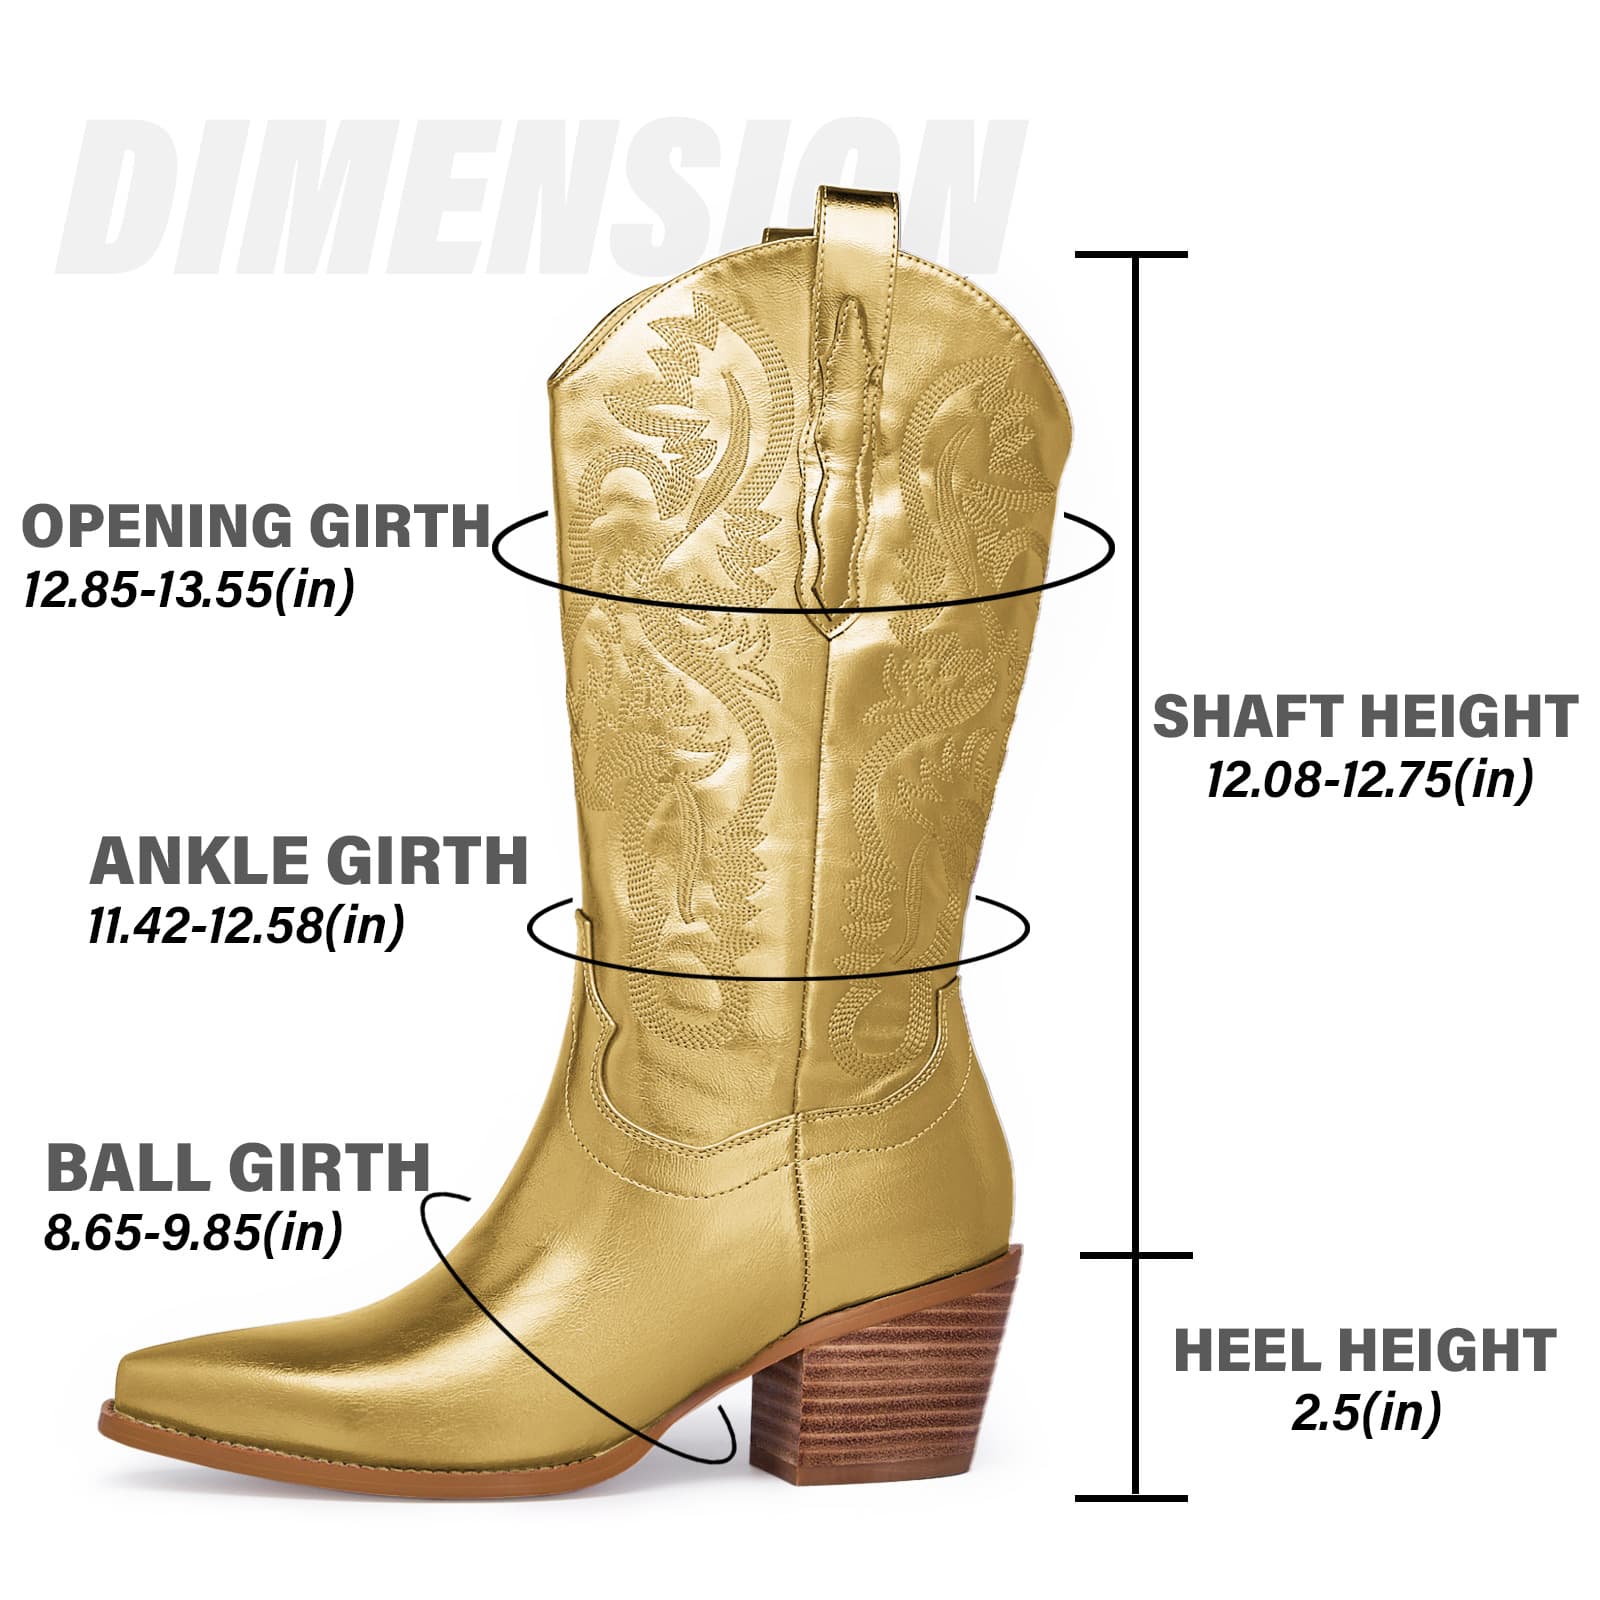 DIMENSION
OPENING GIRTH
12.85-13.55(in)
SHAFT HEIGHT
12.08-12.75(in)
ANKLE GIRTH
11.42-12.58(in)
BALL GIRTH
8.65-9.85(in)
HEEL HEIGHT
2.5(in)